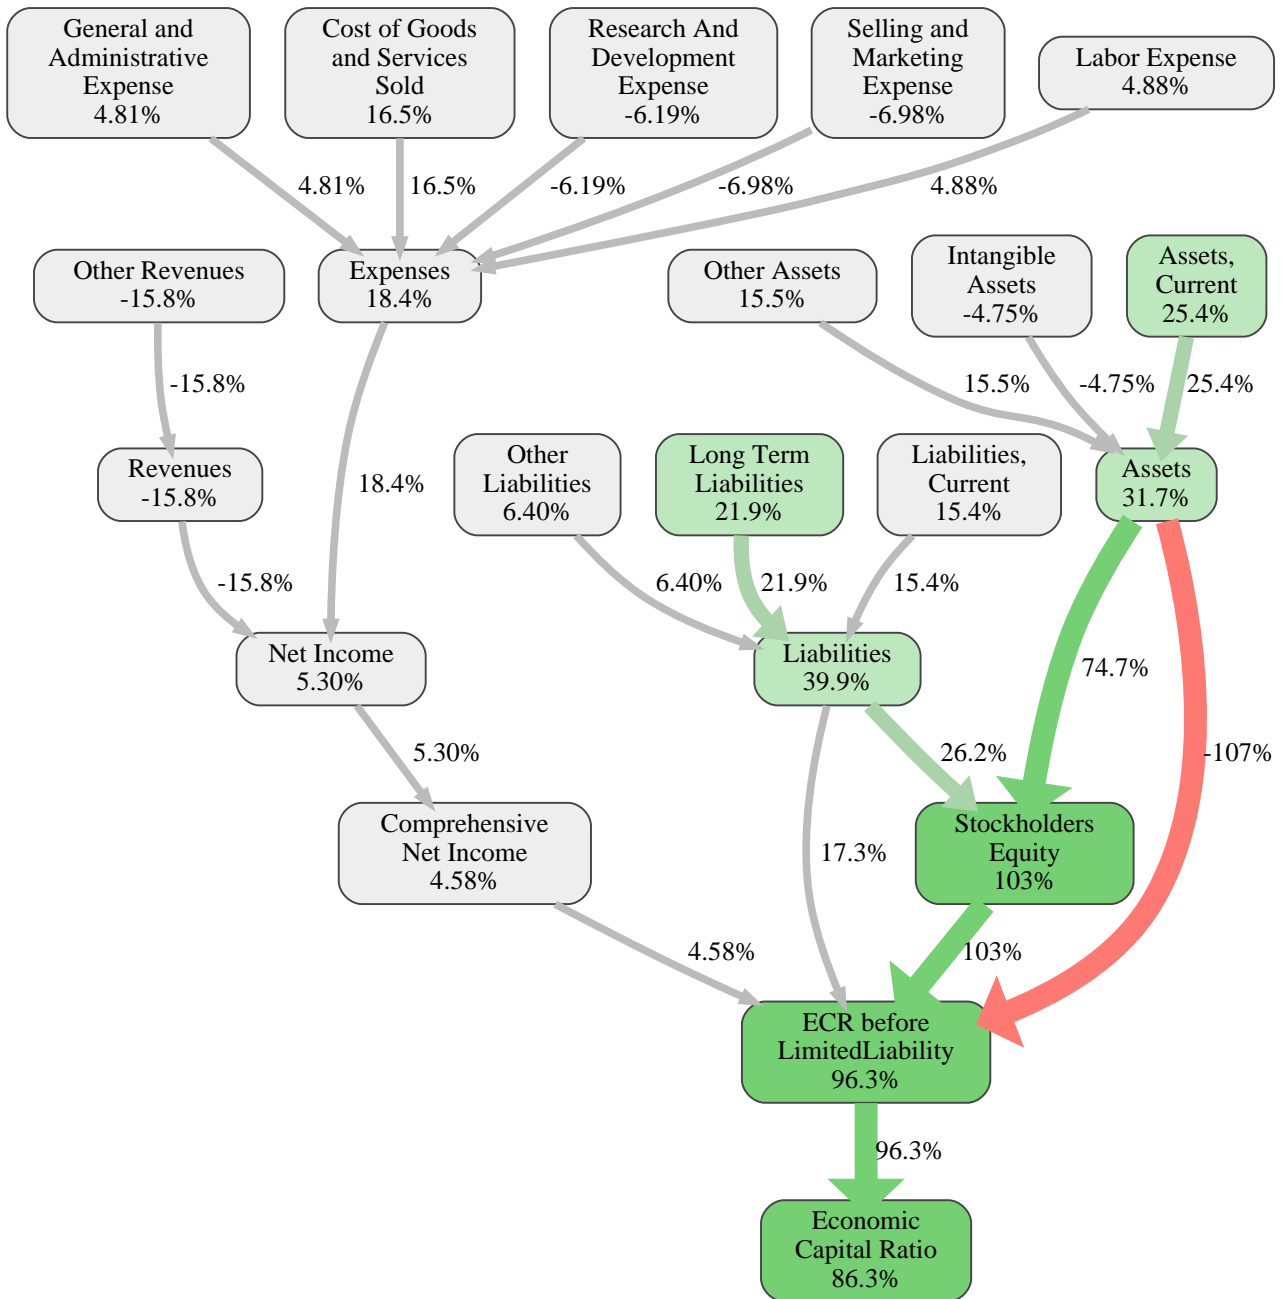 General and
Administrative
Expense
4.81%
Cost of Goods
and Services
Sold
16.5%
Research And
Development
Expense
-6.19%
Selling and
Marketing
Expense
-6.98%
Labor Expense
4.88%
4.81%
16.5%
-6.19%
-6.98%
4.88%
Other Revenues
-15.8%
Expenses
18.4%
Other Assets
15.5%
Intangible
Assets
-4.75%
Assets,
Current
25.4%
-15.8%
15.5%
-4.75%
25.4%
Revenues
-15.8%
18.4%
Other
Liabilities
6.40%
Long Term
Liabilities
21.9%
Liabilities,
Current
15.4%
Assets
31.7%
-15.8%
6.40%
21.9%
15.4%
Net Income
5.30%
Liabilities
39.9%
74.7%
5.30%
26.2%
-107%
Comprehensive
Net Income
4.58%
17.3%
Stockholders
Equity
103%
4.58%
103%
ECR before
LimitedLiability
96.3%
96.3%
Economic
Capital Ratio
86.3%